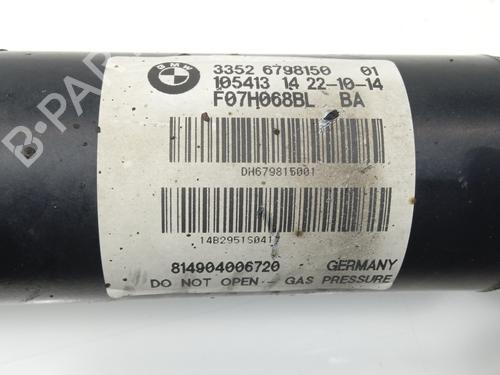 BMW
3352 6798150 01
105413 14 22-10-14
F07H068BL BA
DH679815001
14B2951S0417
814904006720 GERMANY
DO NOT OPEN - GAS PRESSURE
B-PARTS